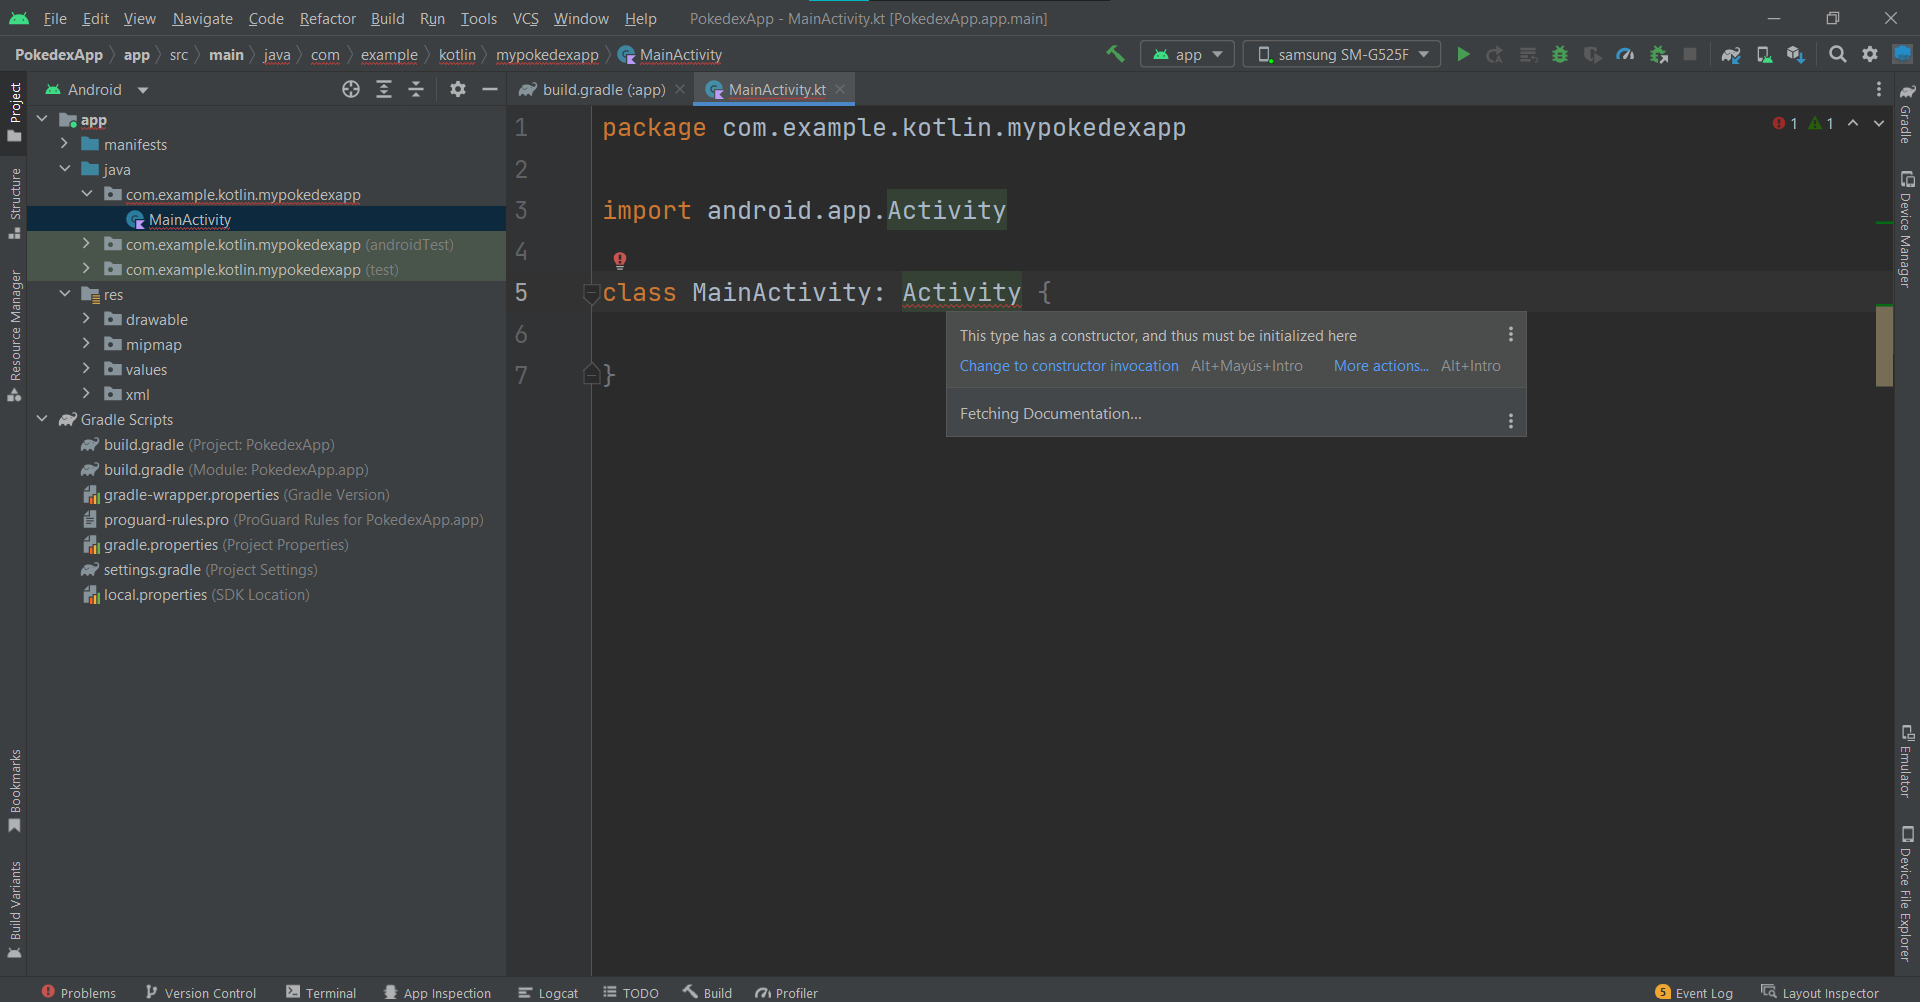 File Edit View Navigate Code Refactor Build Run Tools VCS Window Help PokedexApp - MainActivity.kt [PokedexApp.app.main]
PokedexApp app src main java com example kotlin mypokedexapp MainActivity app samsung SM-G525F
Project
Structure
Resource Manager
Bookmarks
Build Variants
Android
app
manifests
java
com.example.kotlin.mypokedexapp
MainActivity
com.example.kotlin.mypokedexapp (androidTest)
com.example.kotlin.mypokedexapp (test)
res
drawable
mipmap
values
xml
Gradle Scripts
build.gradle (Project: PokedexApp)
build.gradle (Module: PokedexApp.app)
gradle-wrapper.properties (Gradle Version)
proguard-rules.pro (ProGuard Rules for PokedexApp.app)
gradle.properties (Project Properties)
settings.gradle (Project Settings)
local.properties (SDK Location)
build.gradle (:app) MainActivity.kt
1 package com.example.kotlin.mypokedexapp 1 1
2
3 import android.app.Activity
4
5 class MainActivity: Activity {
6
7 }
This type has a constructor, and thus must be initialized here
Change to constructor invocation Alt+Mayús+Intro More actions... Alt+Intro
Fetching Documentation...
Gradle
Device Manager
Emulator
Device File Explorer
Problems Version Control Terminal App Inspection Logcat TODO Build Profiler 5 Event Log Layout Inspector